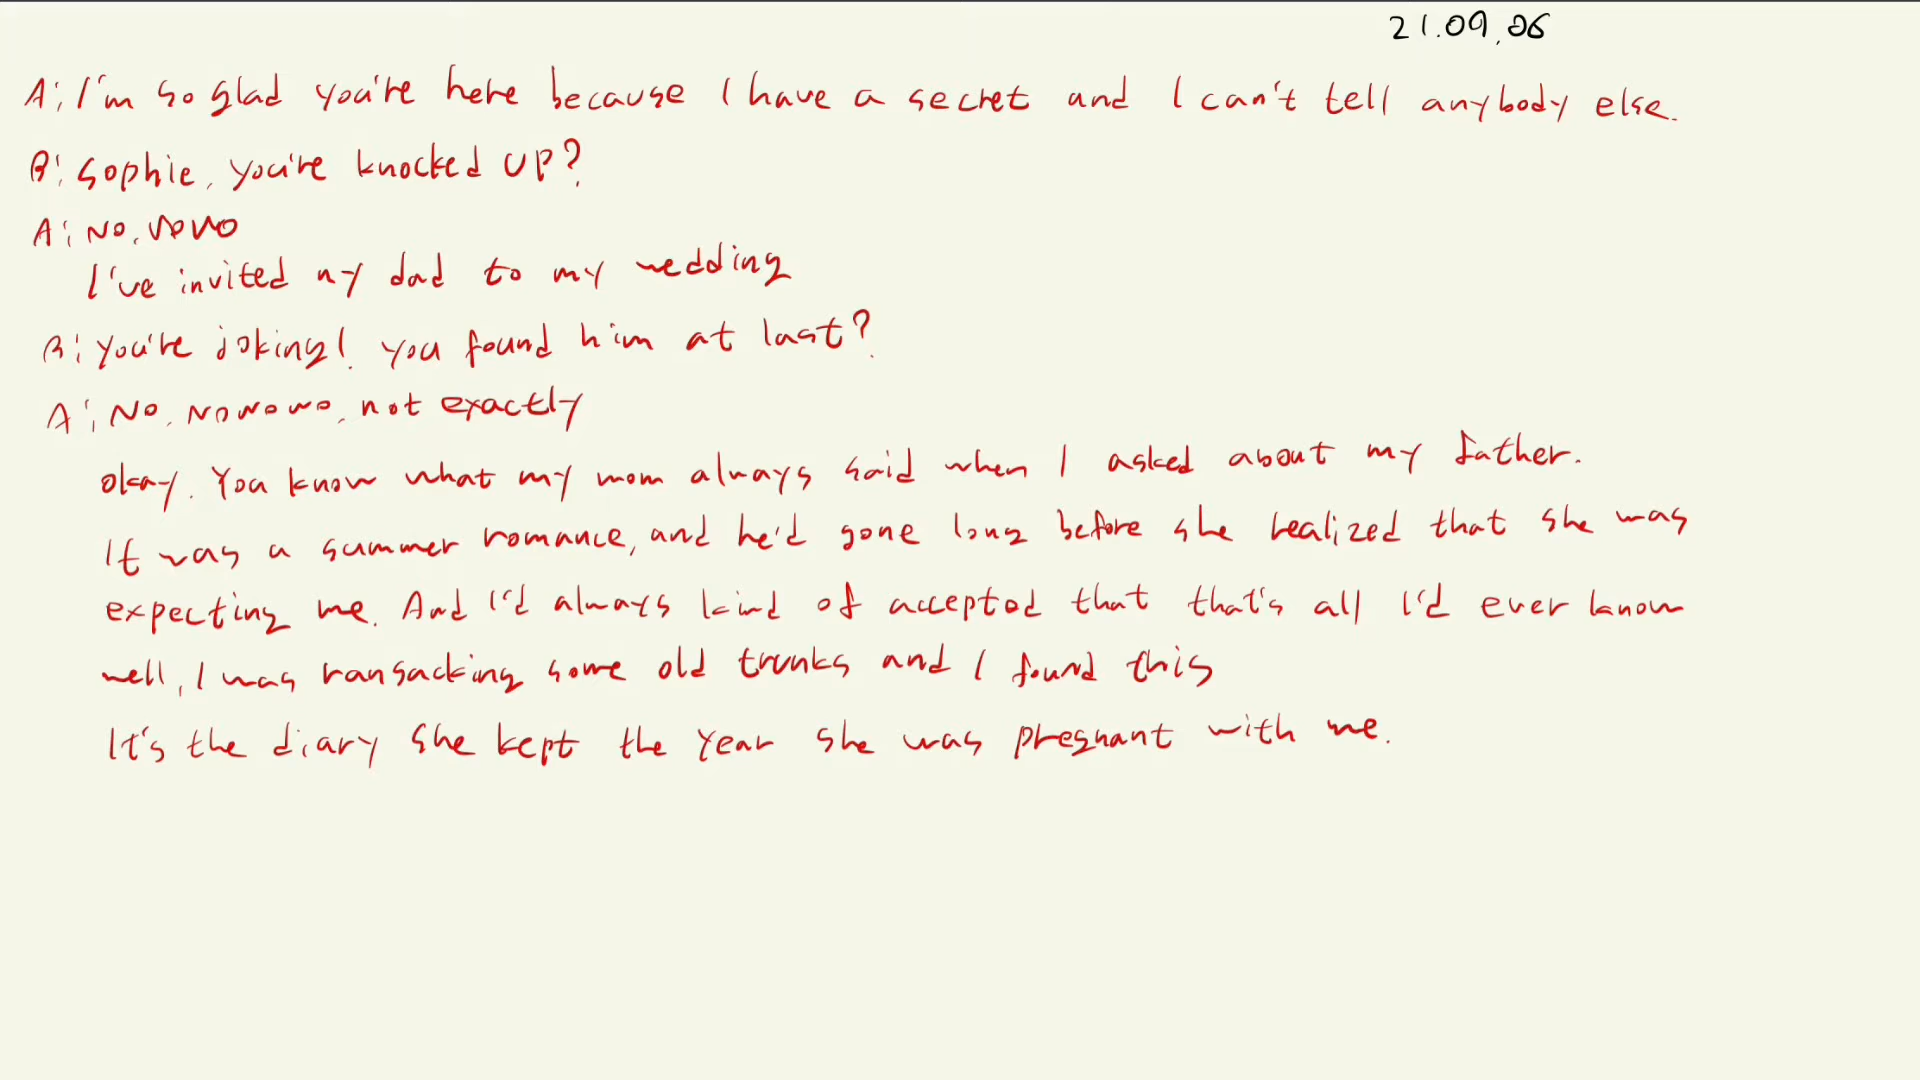 21.09.06
A: I'm so glad you're here because I have a secret and I can't tell anybody else.
B: Sophie, you're knocked up?
A: No, nono
I've invited my dad to my wedding
B: you're joking! you found him at last?
A: No, nonono, not exactly
okay. You know what my mom always said when I asked about my father.
It was a summer romance, and he'd gone long before she realized that she was
expecting me. And I'd always kind of accepted that that's all I'd ever know
well, I was ransacking some old trunks and I found this
It's the diary she kept the year she was pregnant with me.